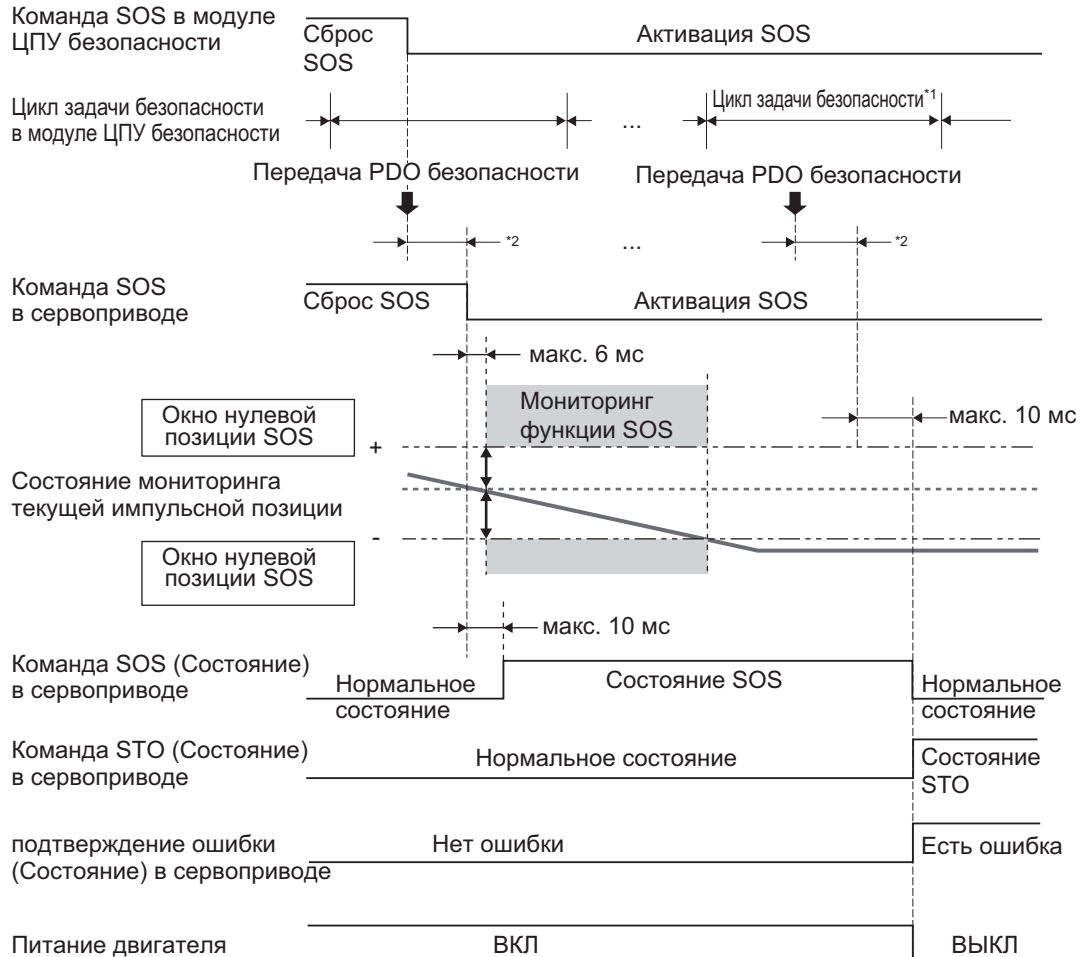 Команда SOS в модуле
ЦПУ безопасности
Сброс
SOS
Активация SOS
Цикл задачи безопасности
в модуле ЦПУ безопасности
...
Цикл задачи безопасности*1
Передача PDO безопасности
Передача PDO безопасности
*2
...
*2
Команда SOS
в сервоприводе
Сброс SOS
Активация SOS
макс. 6 мс
Окно нулевой
позиции SOS
+
Мониторинг
функции SOS
макс. 10 мс
Состояние мониторинга
текущей импульсной позиции
-
Окно нулевой
позиции SOS
макс. 10 мс
Команда SOS (Состояние)
в сервоприводе
Нормальное
состояние
Состояние SOS
Нормальное
состояние
Команда STO (Состояние)
в сервоприводе
Нормальное состояние
Состояние
STO
подтверждение ошибки
(Состояние) в сервоприводе
Нет ошибки
Есть ошибка
Питание двигателя
ВКЛ
ВЫКЛ